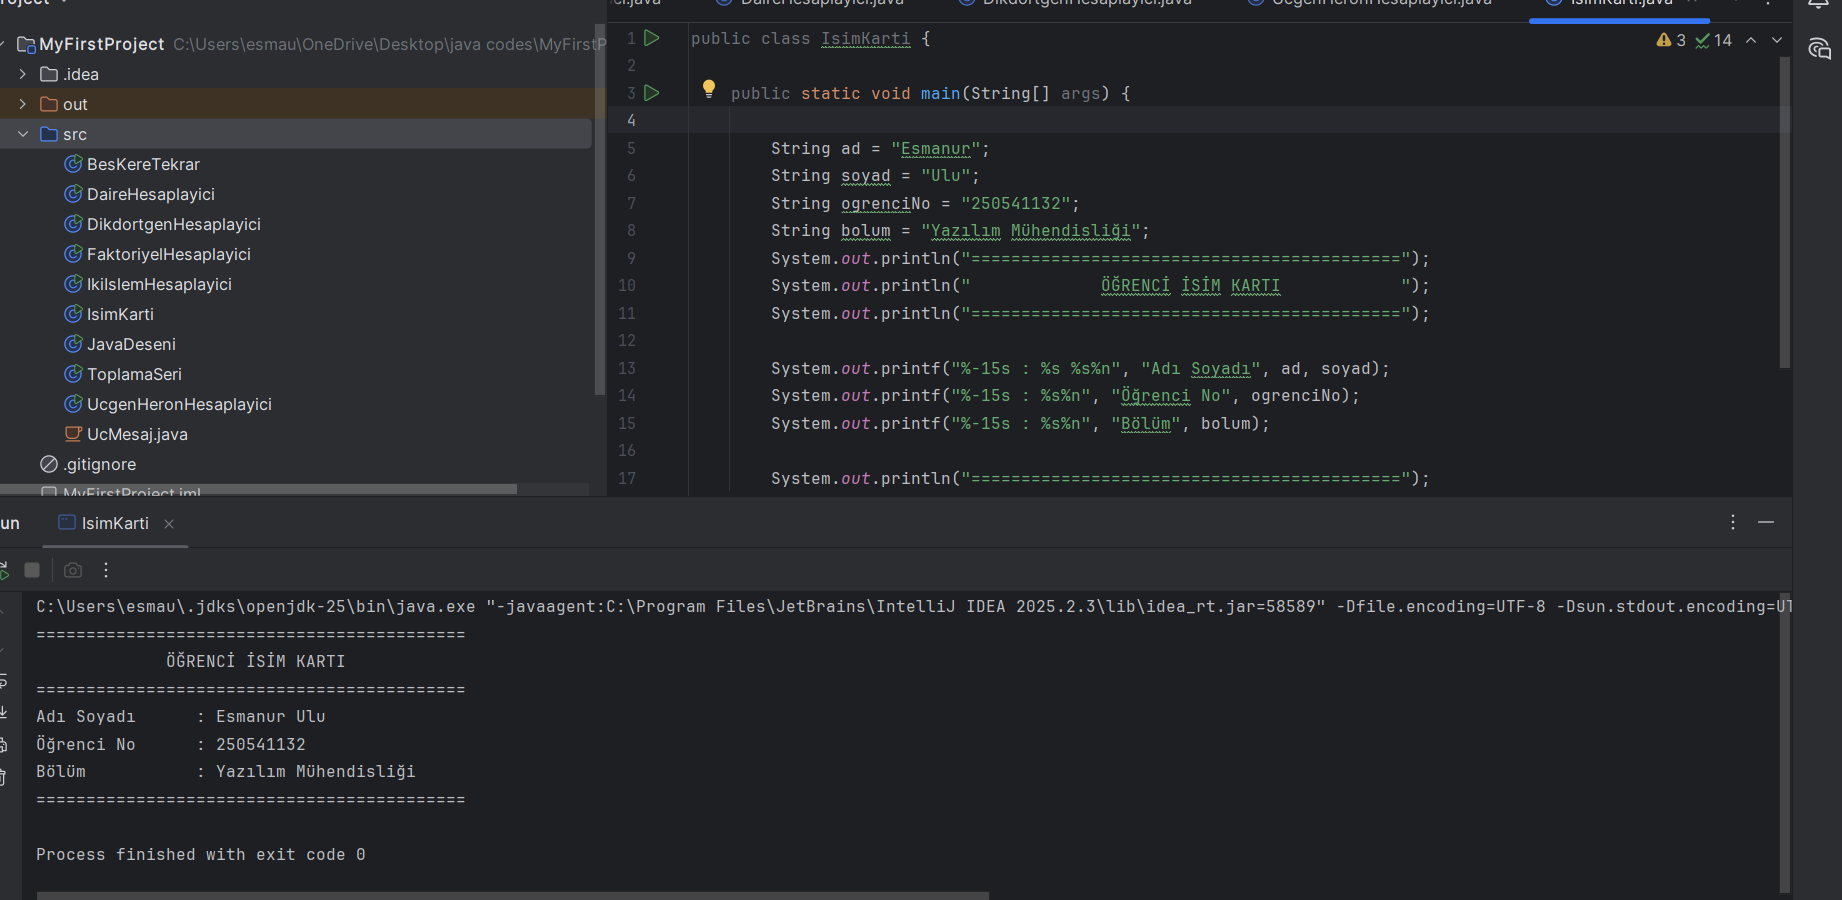 MyFirstProject C:\Users\esmau\OneDrive\Desktop\java codes\MyFirstP
.idea
out
src
BesKereTekrar
DaireHesaplayici
DikdortgenHesaplayici
FaktoriyelHesaplayici
IkiIslemHesaplayici
IsimKarti
JavaDeseni
ToplamaSeri
UcgenHeronHesaplayici
UcMesaj.java
.gitignore
MyFirstProject.iml
DaireHesaplayici.java DikdortgenHesaplayici.java UcgenHeronHesaplayici.java IsimKarti.java
3 14
1 public class IsimKarti {
2
3 public static void main(String[] args) {
4
5 String ad = "Esmanur";
6 String soyad = "Ulu";
7 String ogrenciNo = "250541132";
8 String bolum = "Yazılım Mühendisliği";
9 System.out.println("===========================================");
10 System.out.println("             ÖĞRENCİ İSİM KARTI            ");
11 System.out.println("===========================================");
12
13 System.out.printf("%-15s : %s %s%n", "Adı Soyadı", ad, soyad);
14 System.out.printf("%-15s : %s%n", "Öğrenci No", ogrenciNo);
15 System.out.printf("%-15s : %s%n", "Bölüm", bolum);
16
17 System.out.println("===========================================");
un IsimKarti
C:\Users\esmau\.jdks\openjdk-25\bin\java.exe "-javaagent:C:\Program Files\JetBrains\IntelliJ IDEA 2025.2.3\lib\idea_rt.jar=58589" -Dfile.encoding=UTF-8 -Dsun.stdout.encoding=UT
===========================================
ÖĞRENCİ İSİM KARTI
===========================================
Adı Soyadı      : Esmanur Ulu
Öğrenci No      : 250541132
Bölüm           : Yazılım Mühendisliği
===========================================
Process finished with exit code 0